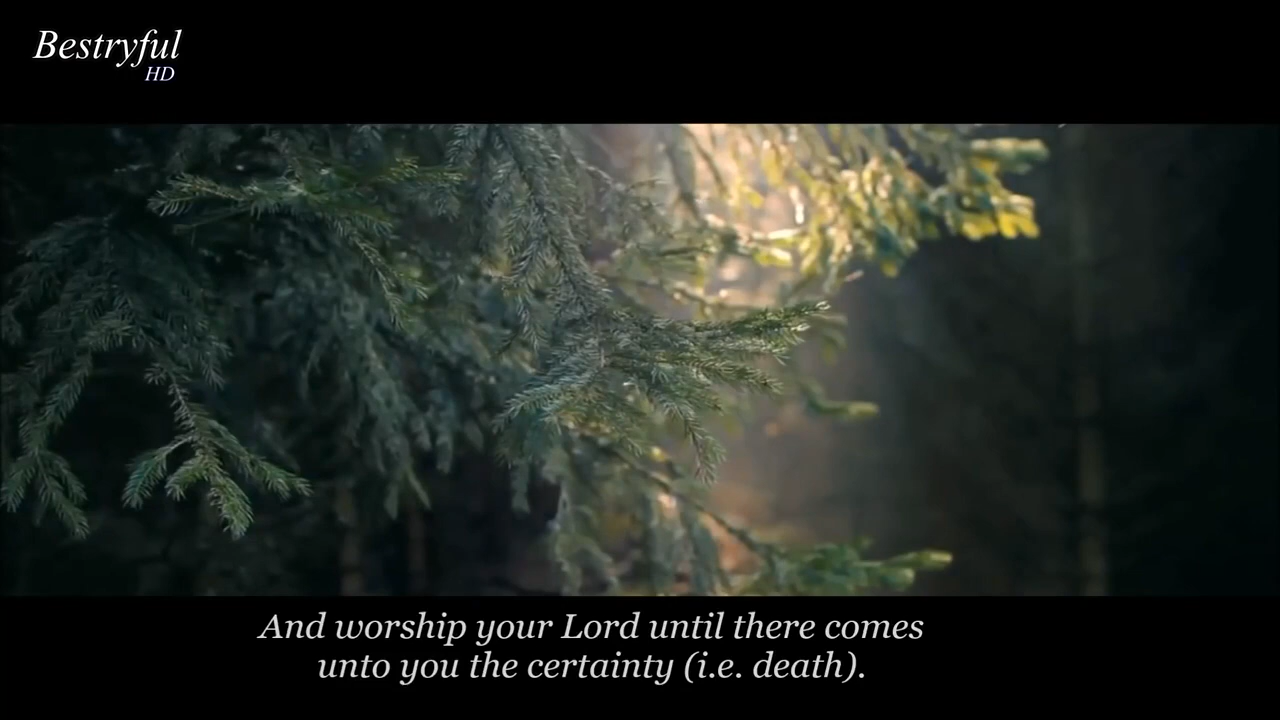 Bestryful
HD
And worship your Lord until there comes
unto you the certainty (i.e. death).